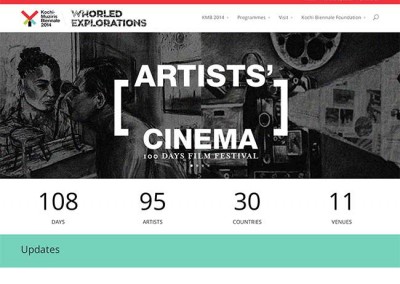 Kochi-
Muziris
Biennale
2014
WHORLED
EXPLORATIONS
KMB 2014
Programmes
Visit
Kochi Biennale Foundation
[ARTISTS'
CINEMA]
100 DAYS FILM FESTIVAL
108 95 30 11
DAYS ARTISTS COUNTRIES VENUES
Updates